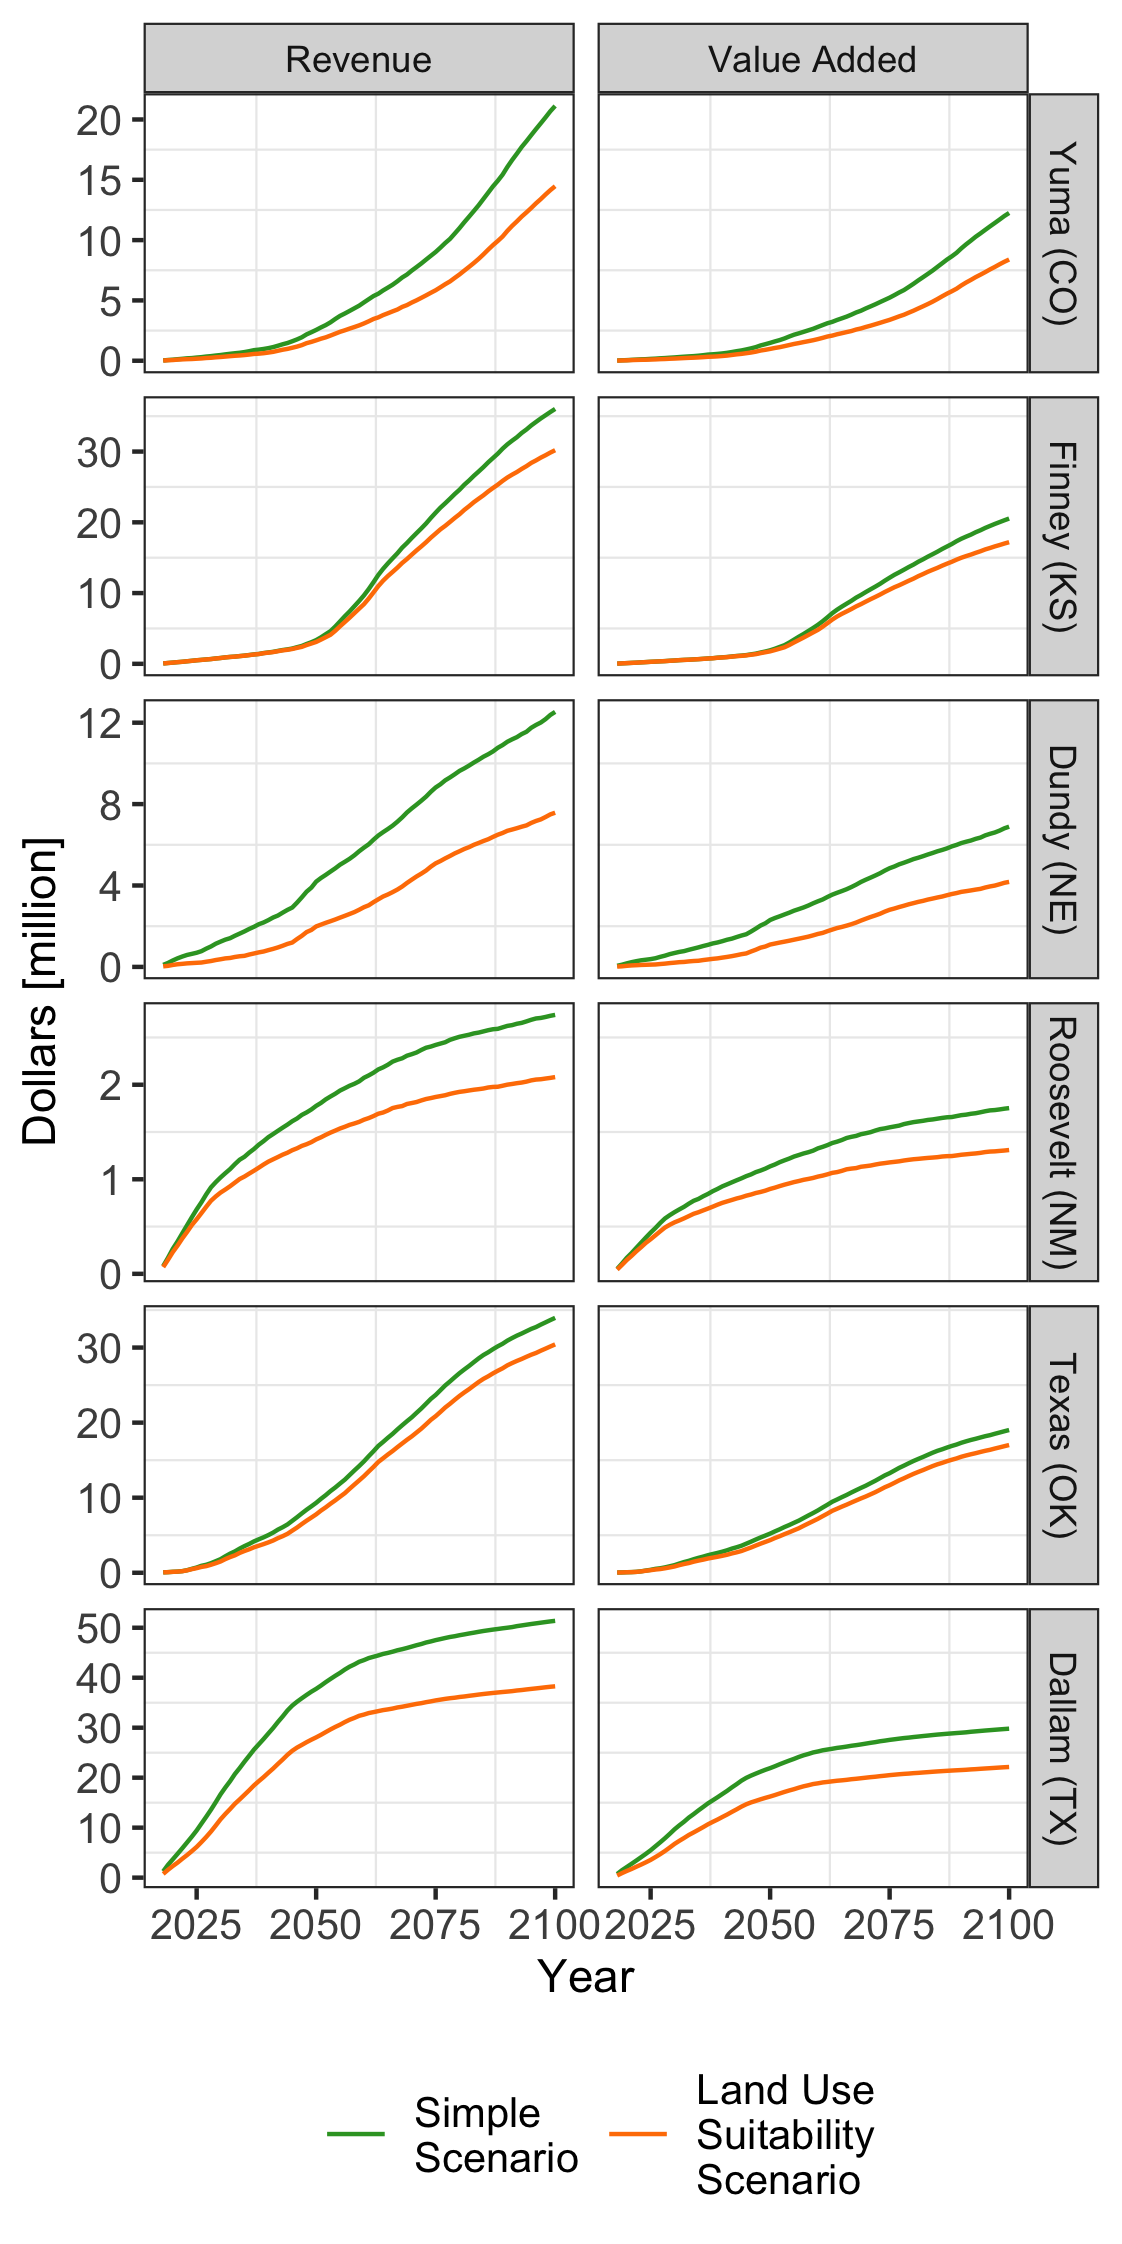 Revenue
Value Added
20
15
10
5
0
Yuma (CO)
30
20
10
0
Finney (KS)
12
8
4
0
Dundy (NE)
Dollars [million]
2
1
0
Roosevelt (NM)
30
20
10
0
Texas (OK)
50
40
30
20
10
0
Dallam (TX)
2025 2050 2075 2100
2025 2050 2075 2100
Year
Simple
Scenario
Land Use
Suitability
Scenario